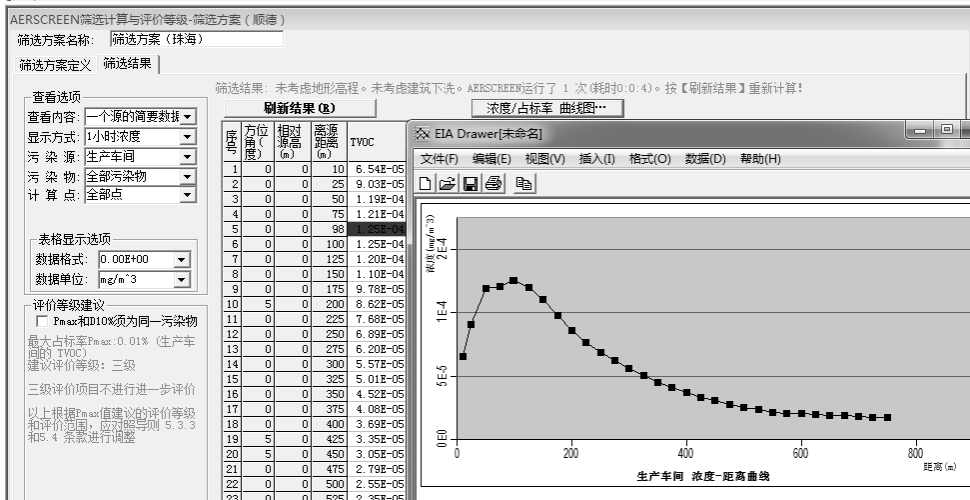 AERSCREEN筛选计算与评价等级-筛选方案（顺德）
筛选方案名称: 筛选方案（珠海）
筛选方案定义 筛选结果
筛选结果: 未考虑地形高程。未考虑建筑下洗。AERSCREEN运行了 1 次(耗时0:0:4)。按【刷新结果】重新计算!
刷新结果(R) 浓度/占标率 曲线图…
查看选项
查看内容: 一个源的简要数据
显示方式: 1小时浓度
污 染 源: 生产车间
污 染 物: 全部污染物
计 算 点: 全部点
表格显示选项
数据格式: 0.00E+00
数据单位: mg/m^3
评价等级建议
Pmax和D10%须为同一污染物
最大占标率Pmax:0.01% (生产车
间的 TVOC)
建议评价等级: 三级
三级评价项目不进行进一步评价
以上根据Pmax值建议的评价等级
和评价范围，应对照导则 5.3.3
和5.4 条款进行调整
序号 方位角(度) 相对源高(m) 离源距离(m) TVOC
1 0 0 10 6.54E-05
2 0 0 25 9.03E-05
3 0 0 50 1.19E-04
4 0 0 75 1.21E-04
5 0 0 98 1.25E-04
6 0 0 100 1.25E-04
7 0 0 125 1.20E-04
8 0 0 150 1.10E-04
9 0 0 175 9.78E-05
10 5 0 200 8.62E-05
11 0 0 225 7.68E-05
12 0 0 250 6.89E-05
13 0 0 275 6.20E-05
14 0 0 300 5.57E-05
15 0 0 325 5.01E-05
16 0 0 350 4.52E-05
17 0 0 375 4.08E-05
18 0 0 400 3.69E-05
19 5 0 425 3.35E-05
20 5 0 450 3.05E-05
21 0 0 475 2.79E-05
22 0 0 500 2.55E-05
23 0 0 525 2.35E-05
EIA Drawer[未命名]
文件(F) 编辑(E) 视图(V) 插入(I) 格式(O) 数据(D) 帮助(H)
浓度(mg/m^3)
2E-4
1E-4
5E-5
0E0
0 200 400 600 800
距离(m)
生产车间 浓度-距离曲线